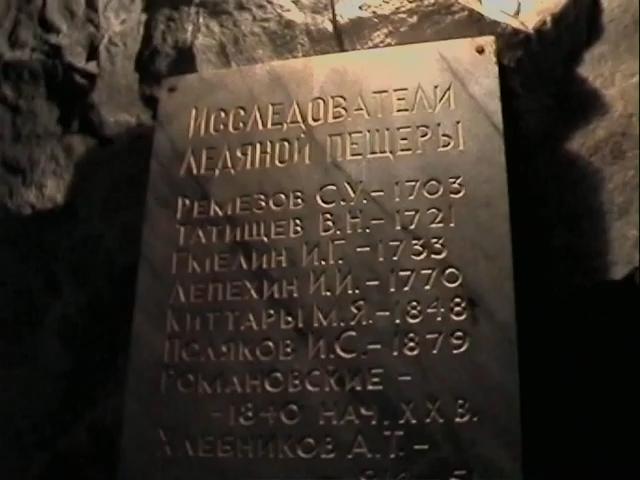 ИССЛЕДОВАТЕЛИ
ЛЕДЯНОЙ ПЕЩЕРЫ
РЕМЕЗОВ С.У.-1703
ТАТИЩЕВ В.Н.-1721
ГМЕЛИН И.Г.-1733
ЛЕПЕХИН И.И.-1770
КИТТАРЫ М.Я.-1848
ПОЛЯКОВ И.С.-1879
РОМАНОВСКИЕ -
-1840 НАЧ. ХХ В.
ХЛЕБНИКОВ А.Т.-